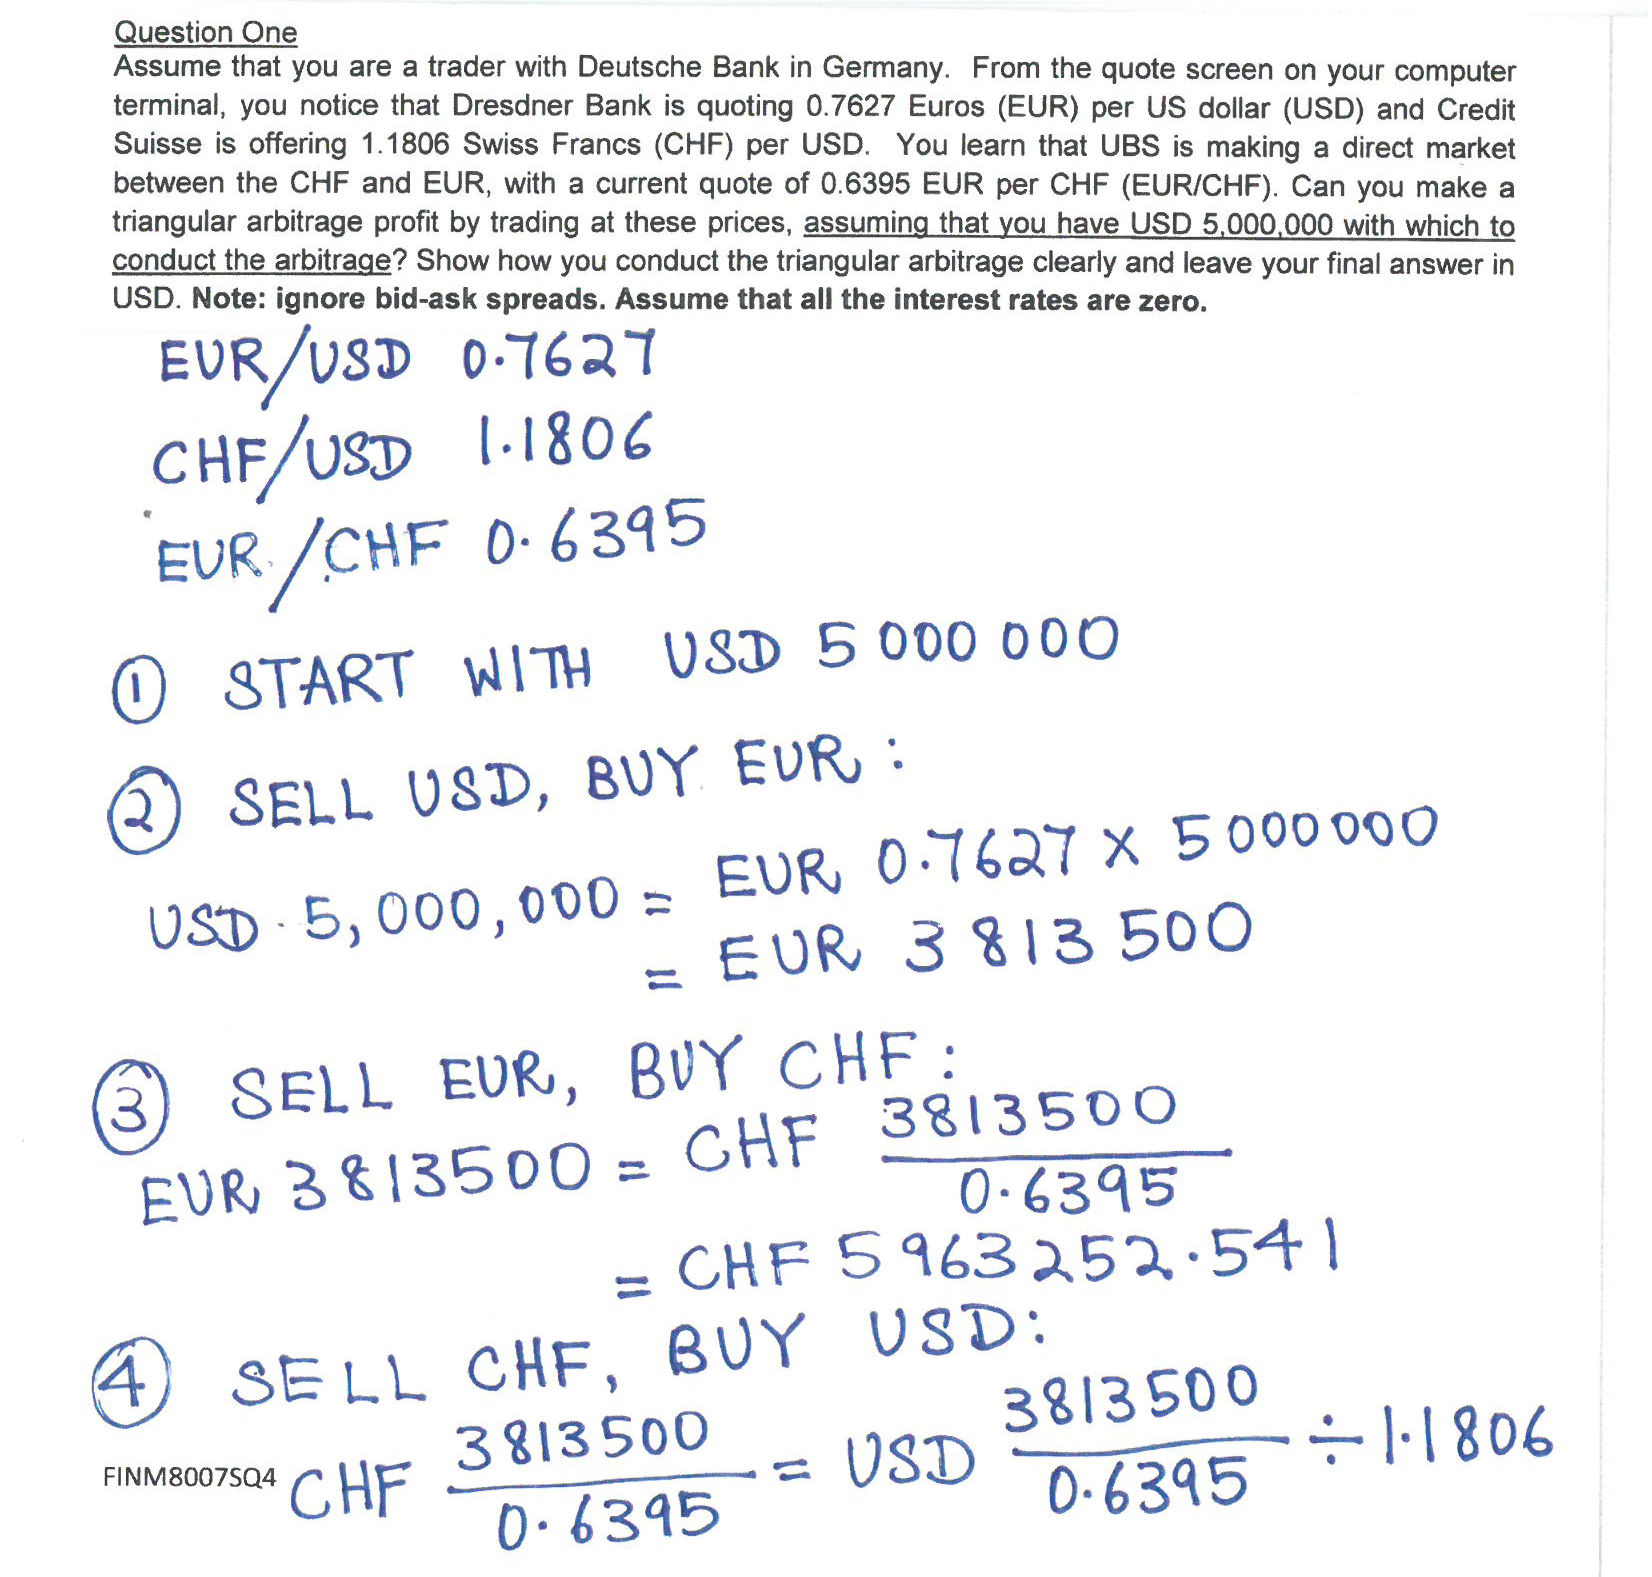 Question One
Assume that you are a trader with Deutsche Bank in Germany. From the quote screen on your computer
terminal, you notice that Dresdner Bank is quoting 0.7627 Euros (EUR) per US dollar (USD) and Credit
Suisse is offering 1.1806 Swiss Francs (CHF) per USD. You learn that UBS is making a direct market
between the CHF and EUR, with a current quote of 0.6395 EUR per CHF (EUR/CHF). Can you make a
triangular arbitrage profit by trading at these prices, assuming that you have USD 5,000,000 with which to
conduct the arbitrage? Show how you conduct the triangular arbitrage clearly and leave your final answer in
USD. Note: ignore bid-ask spreads. Assume that all the interest rates are zero.
EUR/USD 0.7627
CHF/USD 1.1806
EUR/CHF 0.6395
① START WITH USD 5 000 000
② SELL USD, BUY EUR :
USD 5,000,000 = EUR 0.7627 × 5 000 000
= EUR 3 813 500
③ SELL EUR, BUY CHF :
EUR 3813500 = CHF 3813500 / 0.6395
= CHF 5 963 252.541
④ SELL CHF, BUY USD:
CHF 3813500 / 0.6395 = USD 3813500 / 0.6395 ÷ 1.1806
FINM8007SQ4